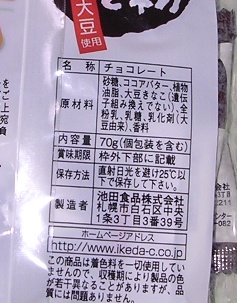 大豆
使用
名称 チョコレート
原材料 砂糖、ココアバター、植物
油脂、大豆きなこ(遺伝
子組み換えでない)、全
粉乳、乳糖、乳化剤(大
豆由来)、香料
内容量 70g(個包装を含む)
賞味期限 枠外下部に記載
保存方法 直射日光を避け25℃以
下で保存して下さい。
製造者 池田食品株式会社
札幌市白石区中央
1条3丁目3番39号
ホームページアドレス
http://www.ikeda-c.co.jp
この商品は着色料を一切使用してい
ませんので、収穫期により製品の色
が若干異なることがありますが、品
質には問題ありません。